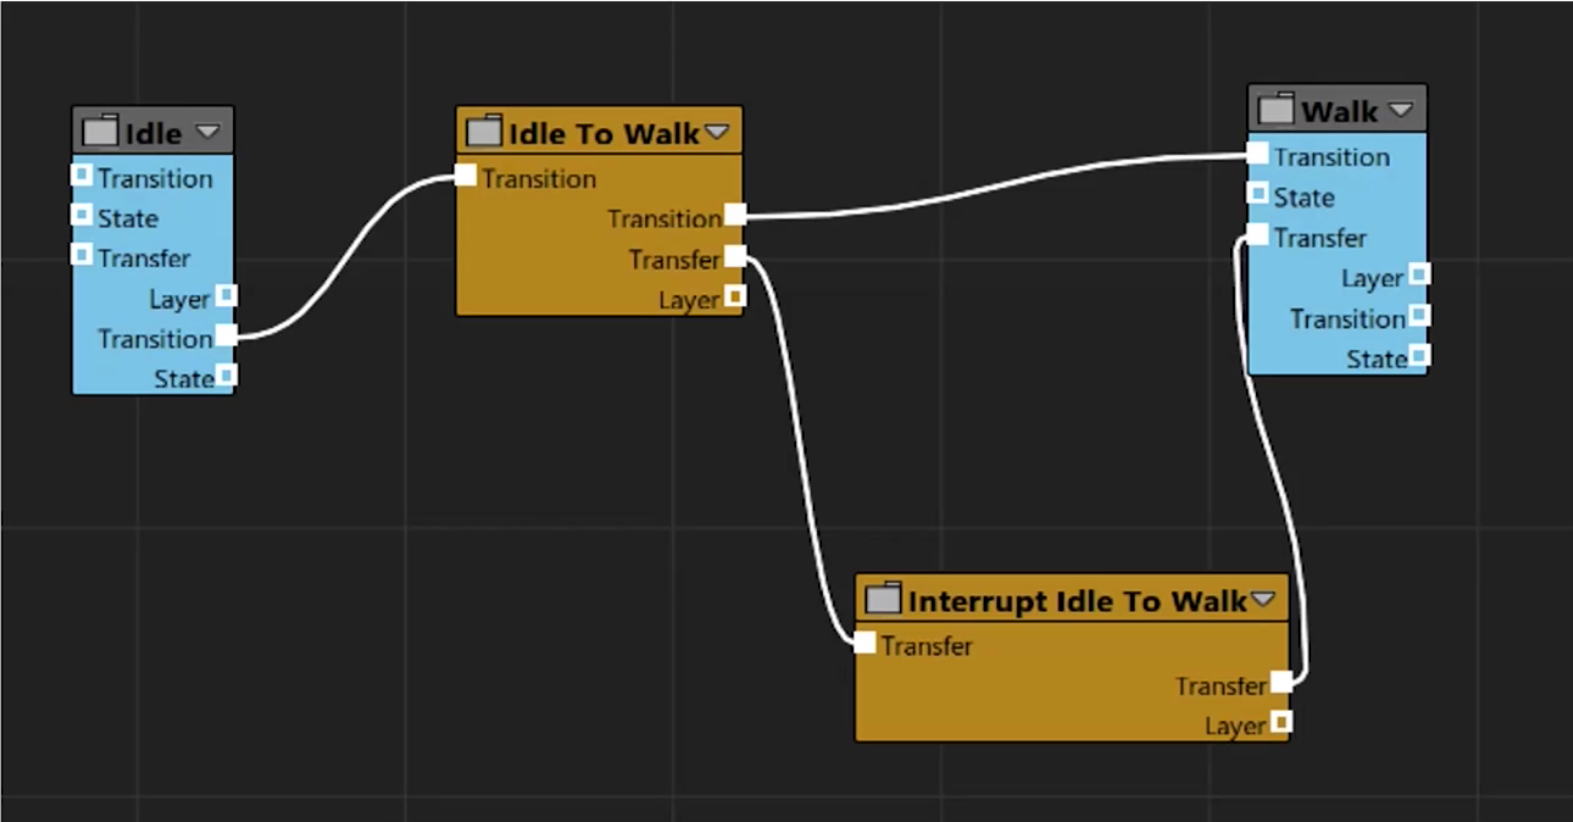 Idle
Transition
State
Transfer
Layer
Transition
State
Idle To Walk
Transition
Transition
Transfer
Layer
Walk
Transition
State
Transfer
Layer
Transition
State
Interrupt Idle To Walk
Transfer
Transfer
Layer